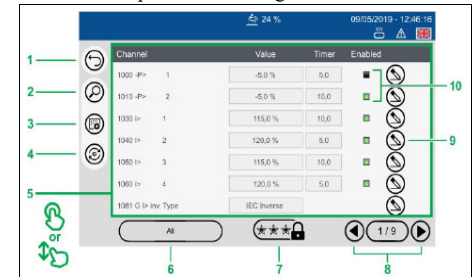 24 %
09/05/2019 - 12:46:16
Channel Value Timer Enabled
1000 -P> 1 -5,0 % 5,0
1010 -P> 2 -5,0 % 10,0
1030 I> 1 115,0 % 10,0
1040 I> 2 120,0 % 5,0
1050 I> 3 115,0 % 10,0
1060 I> 4 120,0 % 5,0
1081 G I> inv. Type IEC Inverse
All
1 / 9
1
2
3
4
5
or
6
7
8
9
10